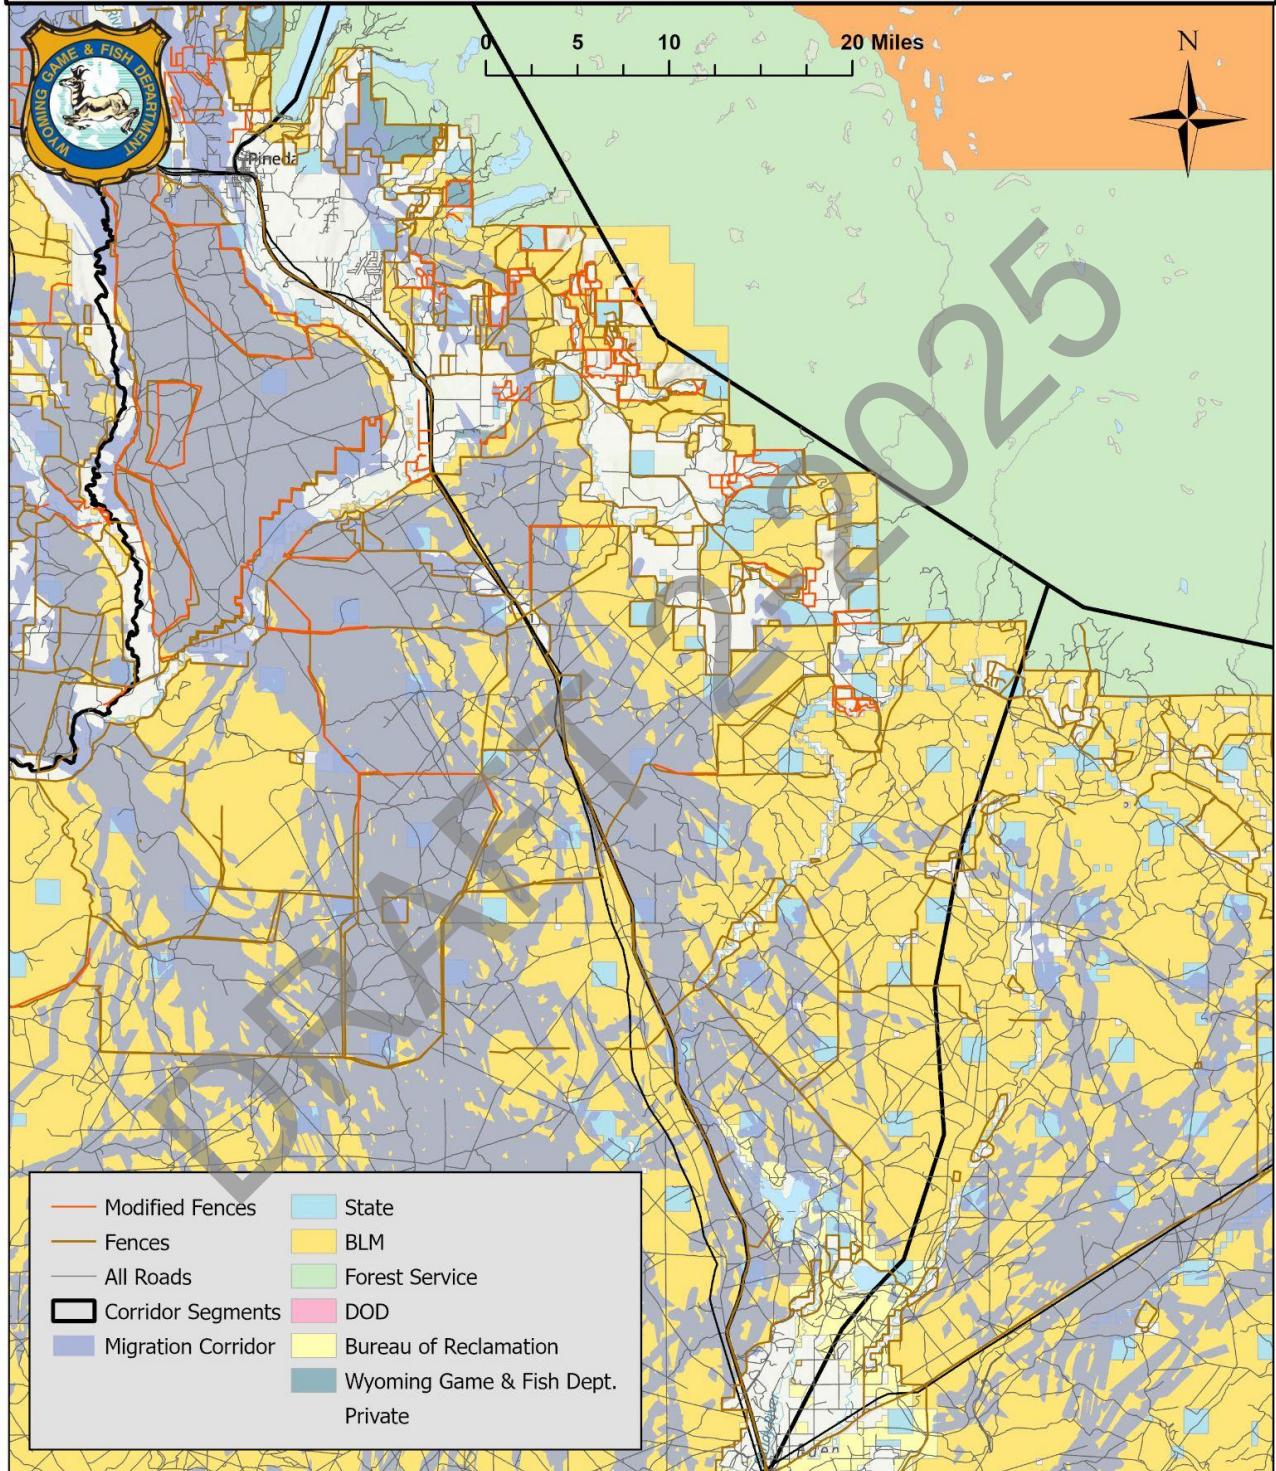 0 5 10 20 Miles
N
WYOMING GAME & FISH DEPARTMENT
Pineda
DRAFT 2-2025
Modified Fences
Fences
All Roads
Corridor Segments
Migration Corridor
State
BLM
Forest Service
DOD
Bureau of Reclamation
Wyoming Game & Fish Dept.
Private